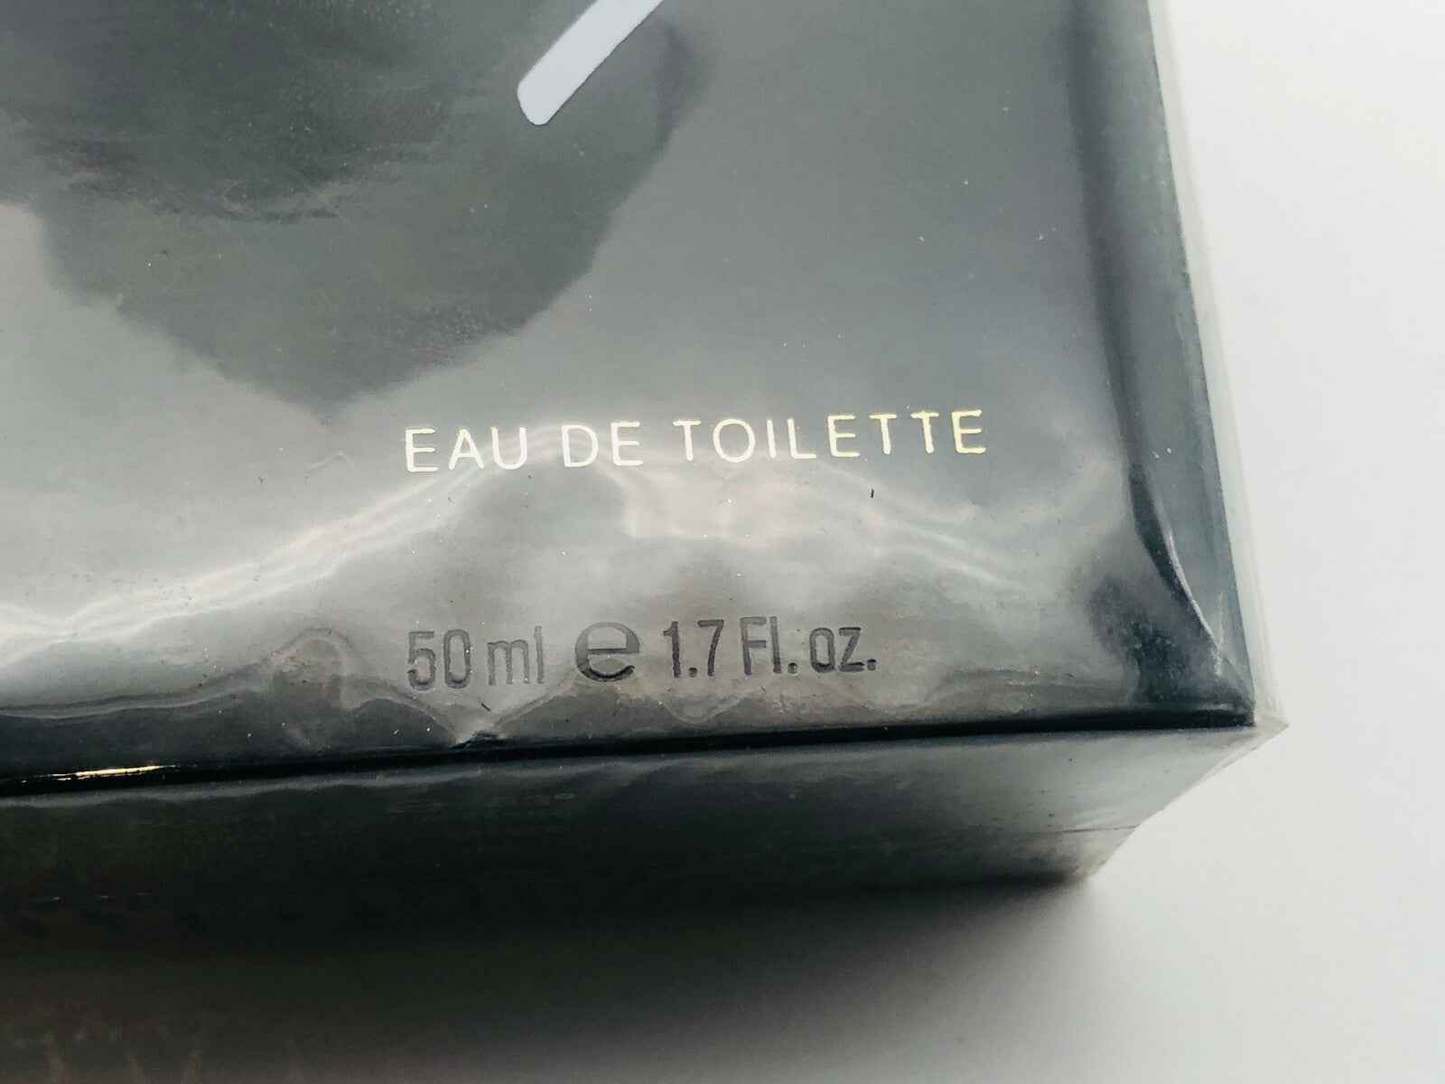 EAU DE TOILETTE
50 ml e 1.7 Fl. oz.